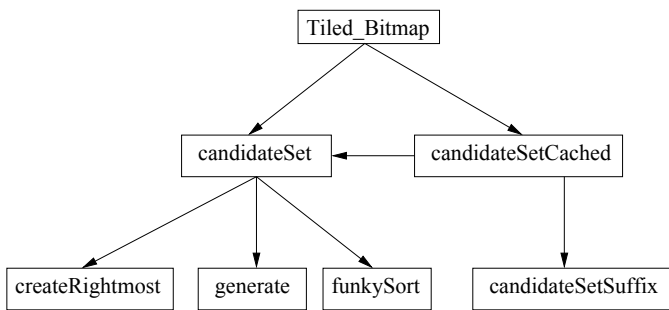 Tiled_Bitmap
candidateSet
candidateSetCached
createRightmost
generate
funkySort
candidateSetSuffix